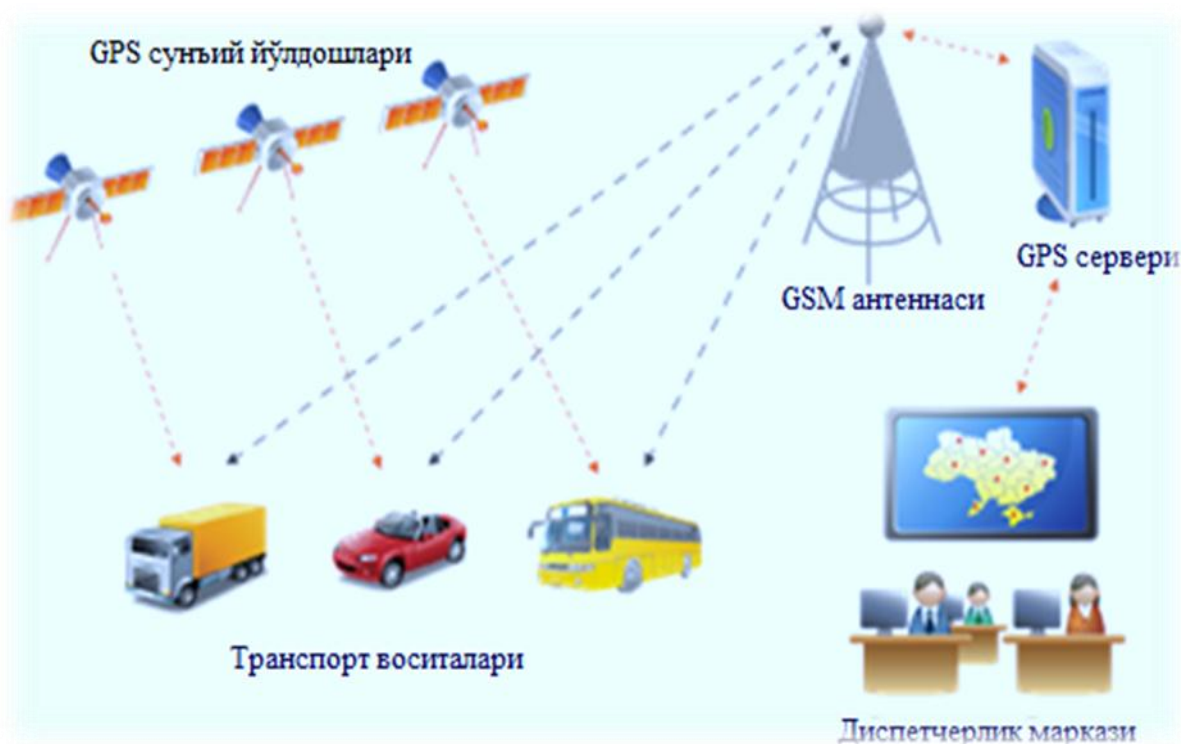 GPS сунъий йўлдошлари
GPS сервери
GSM антеннаси
Транспорт воситалари
Диспетчерлик маркази